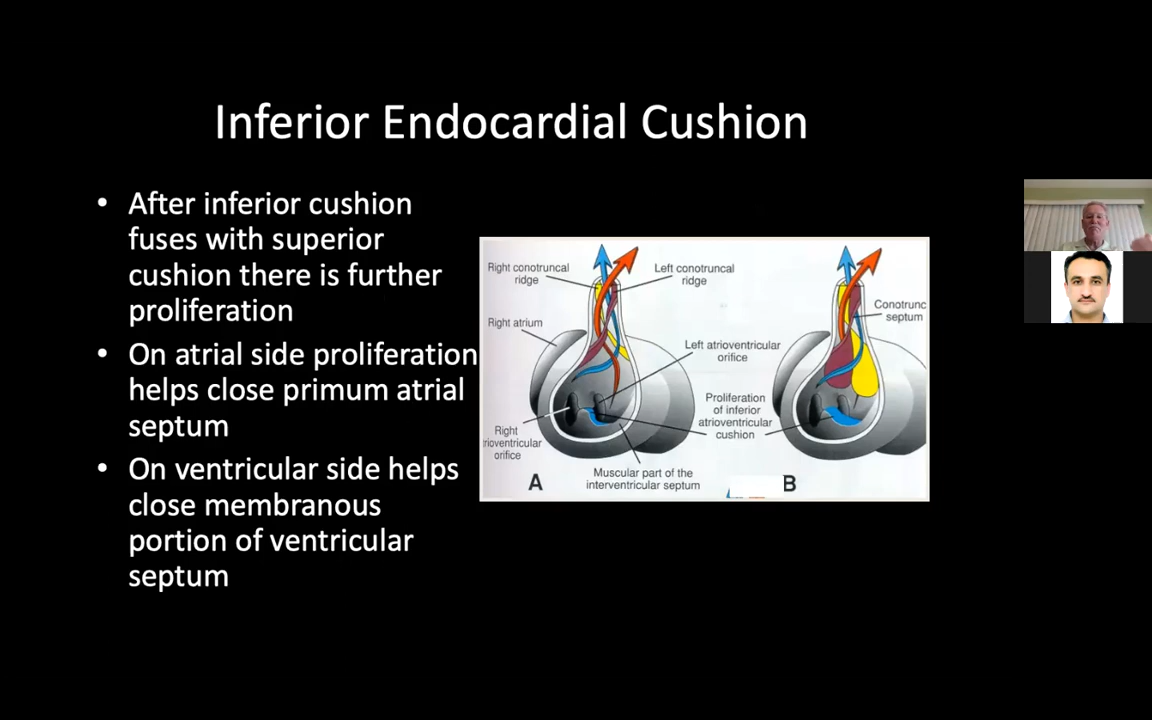 Inferior Endocardial Cushion
• After inferior cushion
fuses with superior
cushion there is further
proliferation
• On atrial side proliferation
helps close primum atrial
septum
• On ventricular side helps
close membranous
portion of ventricular
septum
Right conotruncal
ridge
Left conotruncal
ridge
Right atrium
Left atrioventricular
orifice
Proliferation
of inferior
atrioventricular
cushion
Right
rioventricular
orifice
Muscular part of the
interventricular septum
A
Conotrunc
septum
B